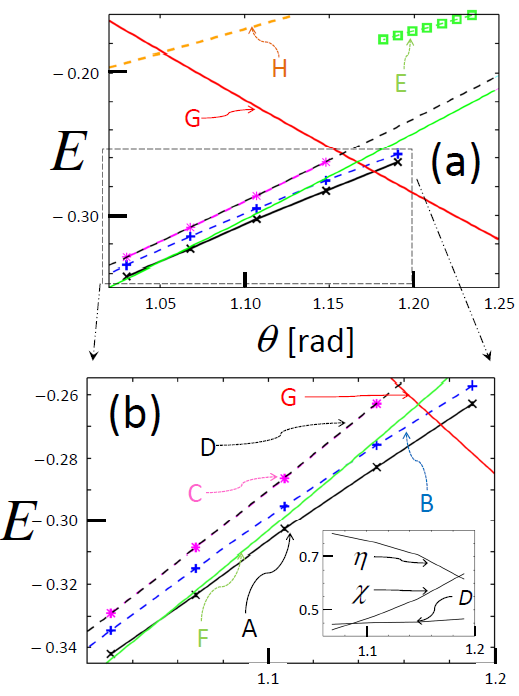 H
E
−0.20
G
E
(a)
−0.30
1.05
1.10
1.15
1.20
1.25
θ [rad]
(b)
−0.26
G
D
−0.28
C
B
E
−0.30
0.7
η
χ
D
−0.32
0.5
F
A
1.1
1.2
−0.34
1.1
1.2